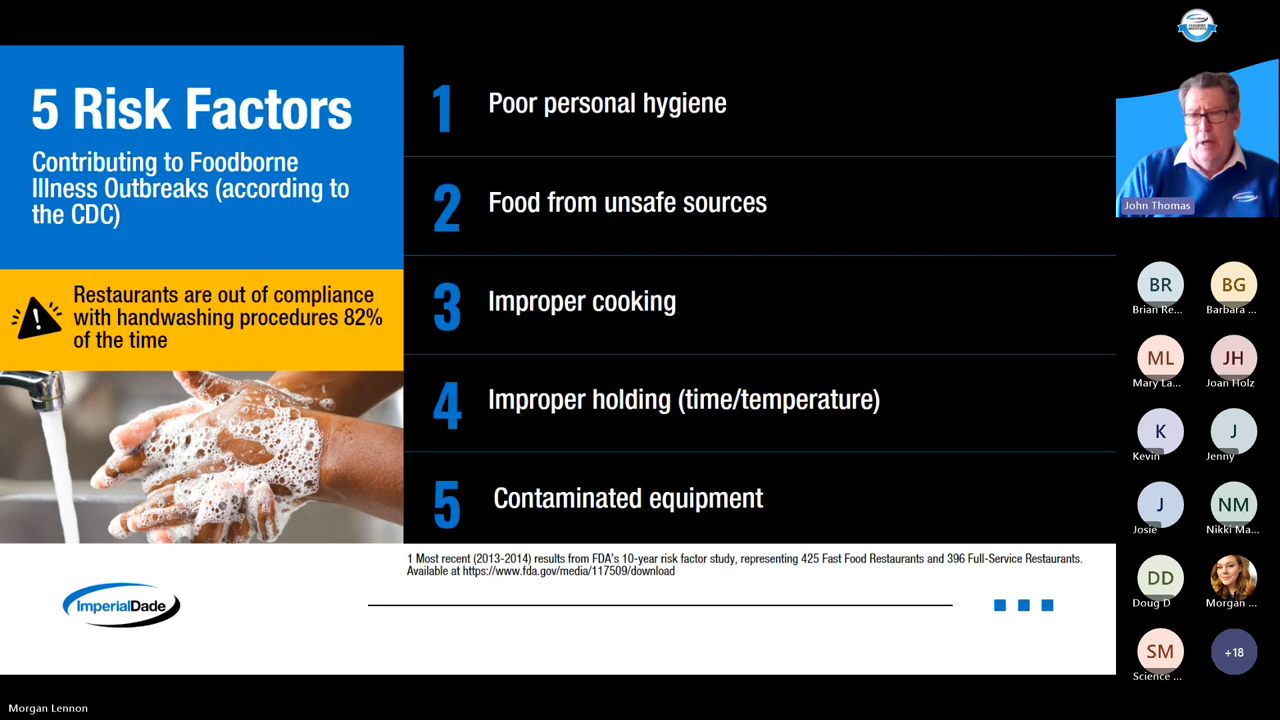 5 Risk Factors
Contributing to Foodborne
Illness Outbreaks (according to
the CDC)
Restaurants are out of compliance
with handwashing procedures 82%
of the time
1 Poor personal hygiene
2 Food from unsafe sources
3 Improper cooking
4 Improper holding (time/temperature)
5 Contaminated equipment
1 Most recent (2013-2014) results from FDA's 10-year risk factor study, representing 425 Fast Food Restaurants and 396 Full-Service Restaurants.
Available at https://www.fda.gov/media/117509/download
ImperialDade
John Thomas
BR
BG
Brian Re...
Barbara ...
ML
JH
Mary La...
Joan Holz
K
J
Kevin
Jenny
J
NM
Josie
Nikki Ma...
DD
Doug D
Morgan ...
SM
+18
Science ...
Morgan Lennon